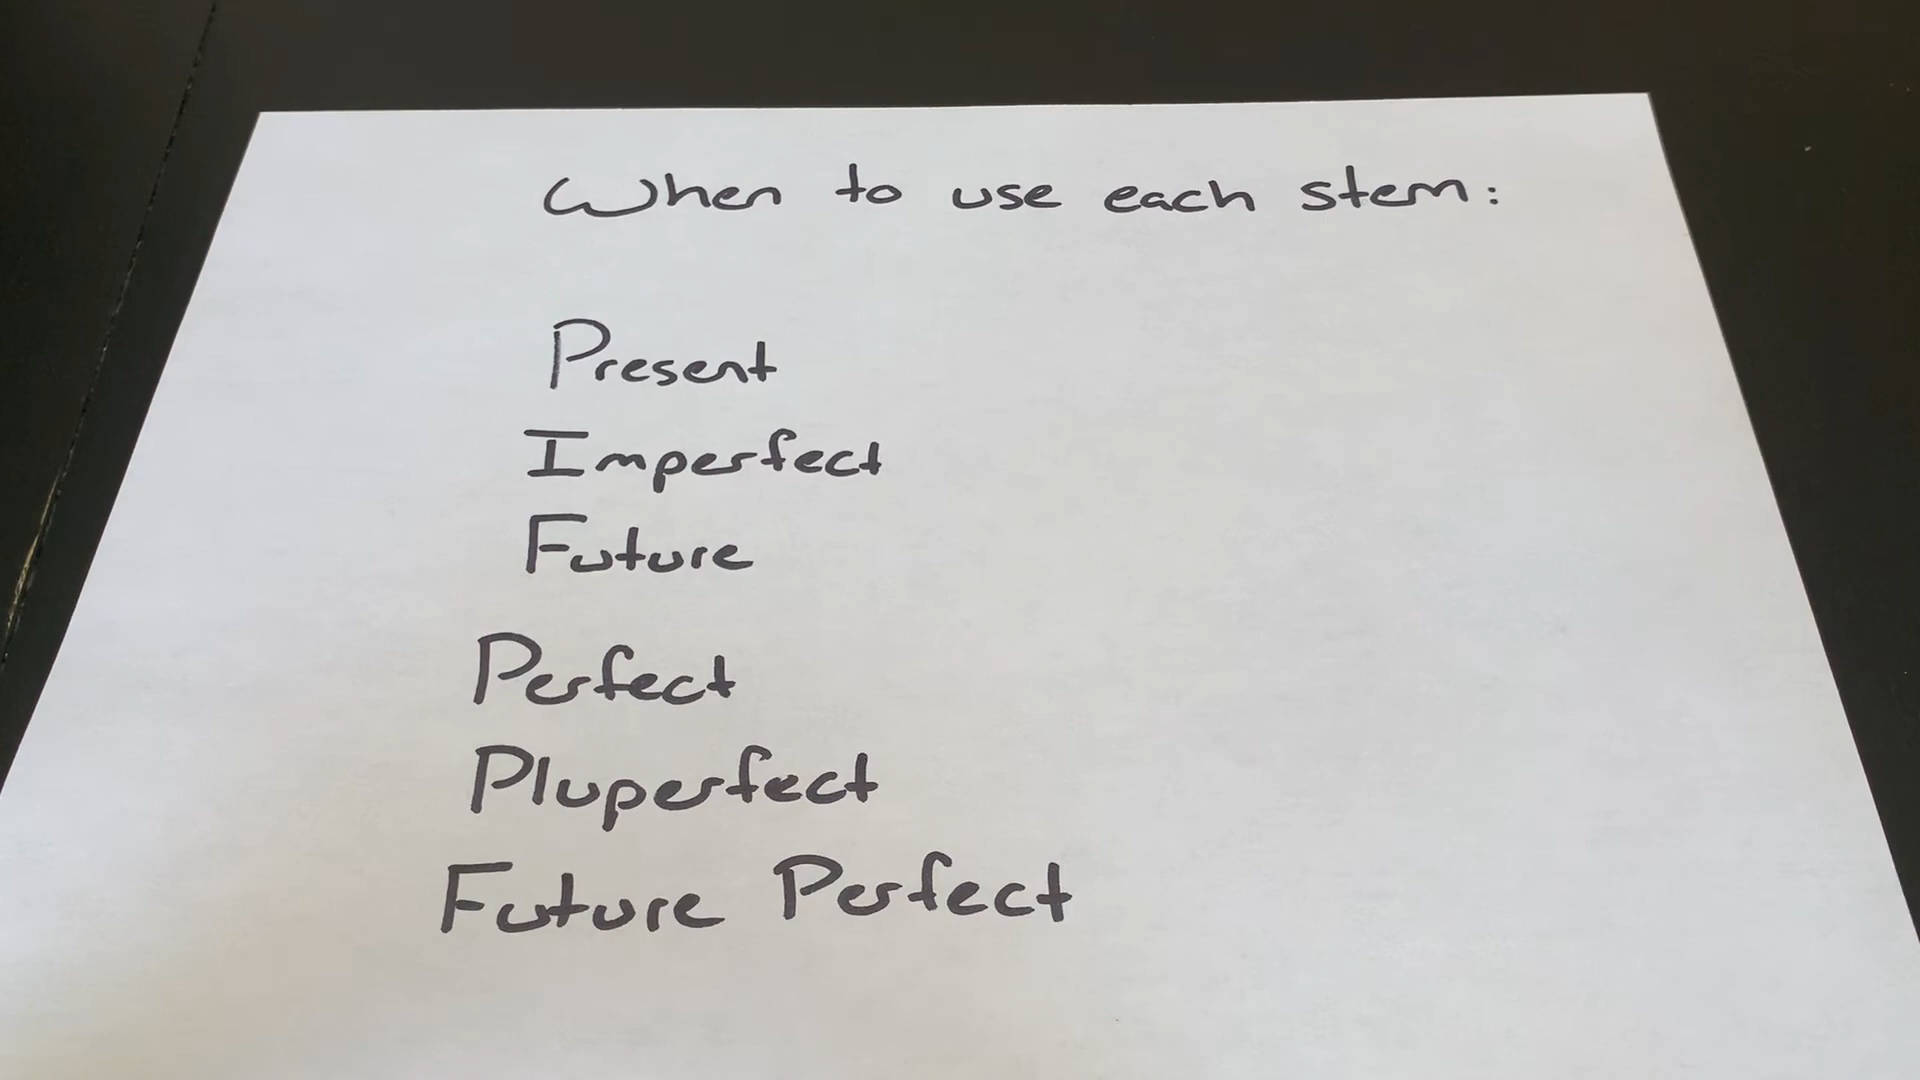 When to use each stem:
Present
Imperfect
Future
Perfect
Pluperfect
Future Perfect